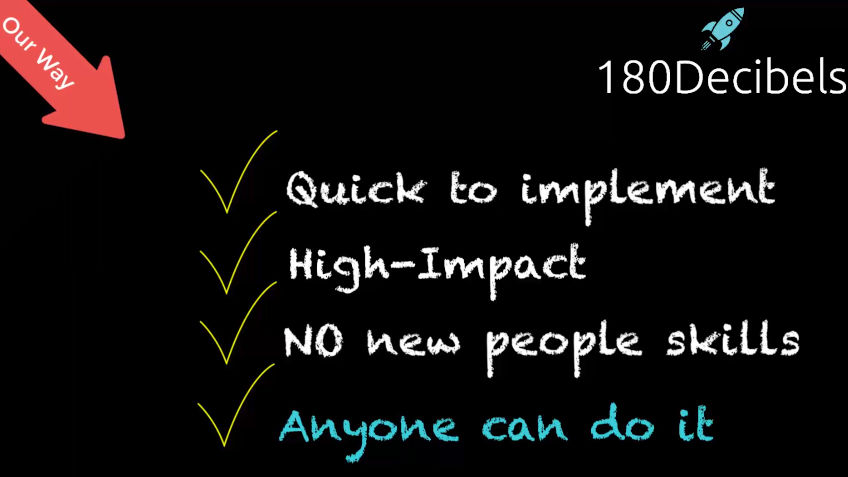 Our Way
180Decibels
Quick to implement
High-Impact
NO new people skills
Anyone can do it